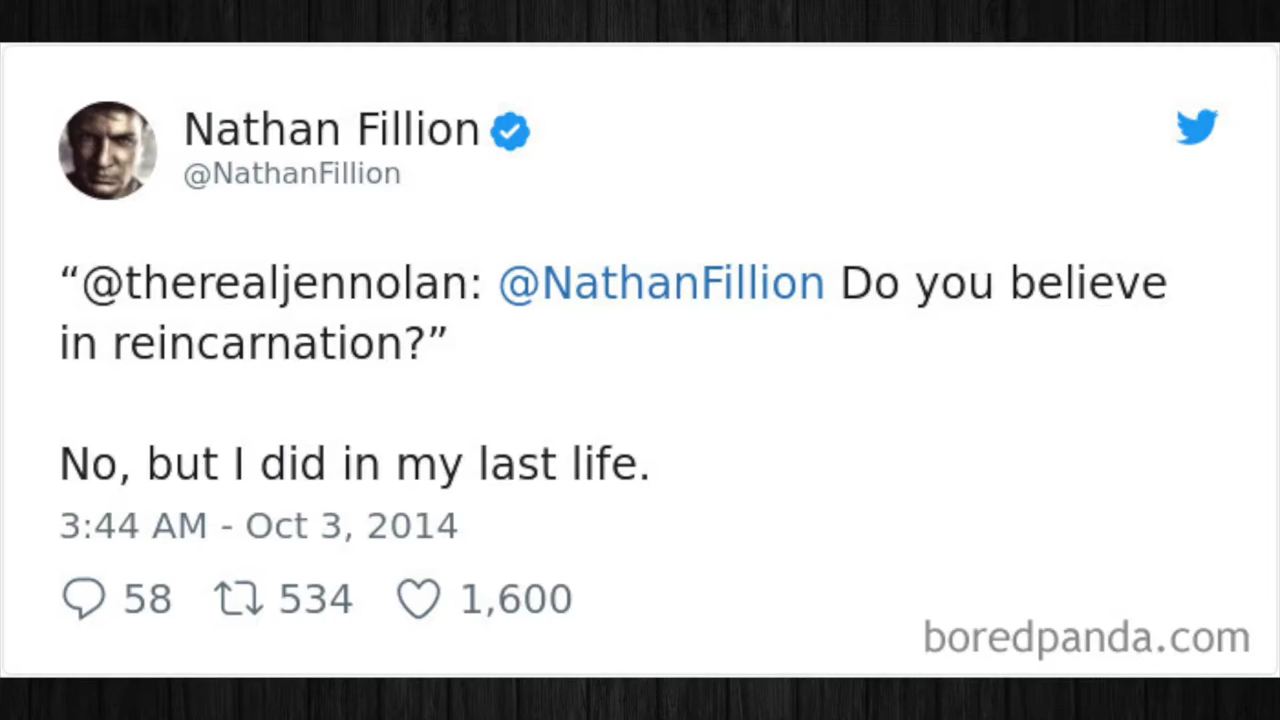 Nathan Fillion
@NathanFillion
“@therealjennolan: @NathanFillion Do you believe
in reincarnation?”
No, but I did in my last life.
3:44 AM - Oct 3, 2014
58 534 1,600
boredpanda.com